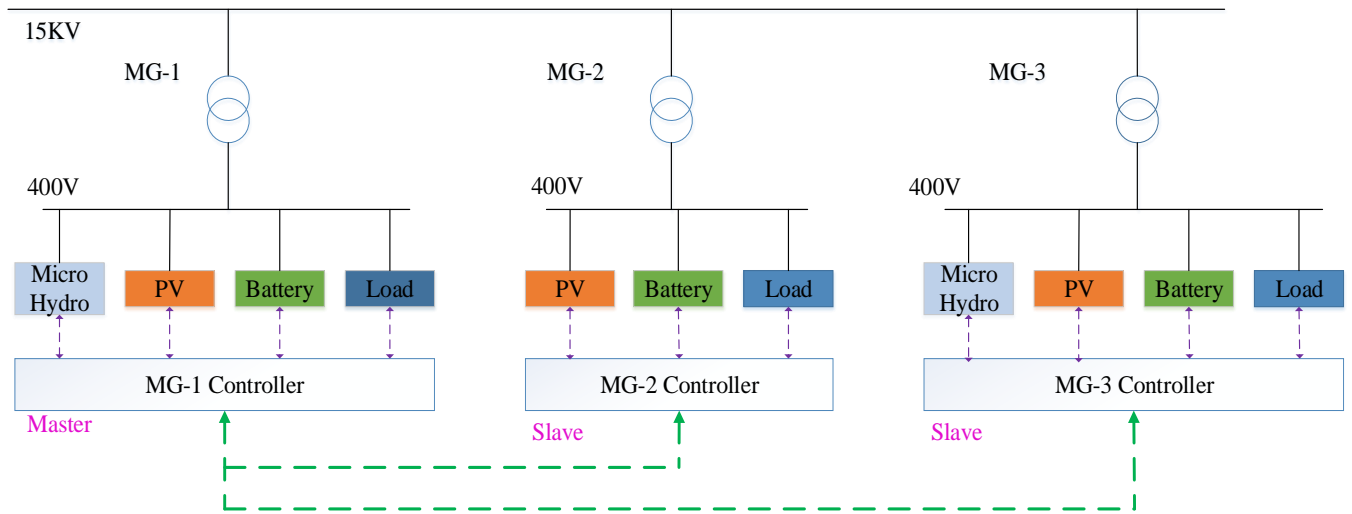 15KV
MG-1
MG-2
MG-3
400V
400V
400V
Micro
Hydro
PV
Battery
Load
PV
Battery
Load
Micro
Hydro
PV
Battery
Load
MG-1 Controller
MG-2 Controller
MG-3 Controller
Master
Slave
Slave